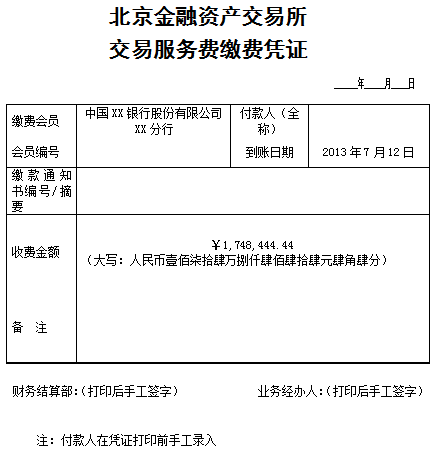 北京金融资产交易所
交易服务费缴费凭证
____年___月___日
缴费会员
中国XX银行股份有限公司
XX分行
付款人（全
称）
会员编号
到账日期
2013年7月12日
缴款通知
书编号/摘
要
收费金额
￥1,748,444.44
（大写：人民币壹佰柒拾肆万捌仟肆佰肆拾肆元肆角肆分）
备 注
财务结算部：（打印后手工签字） 业务经办人：（打印后手工签字）
注：付款人在凭证打印前手工录入